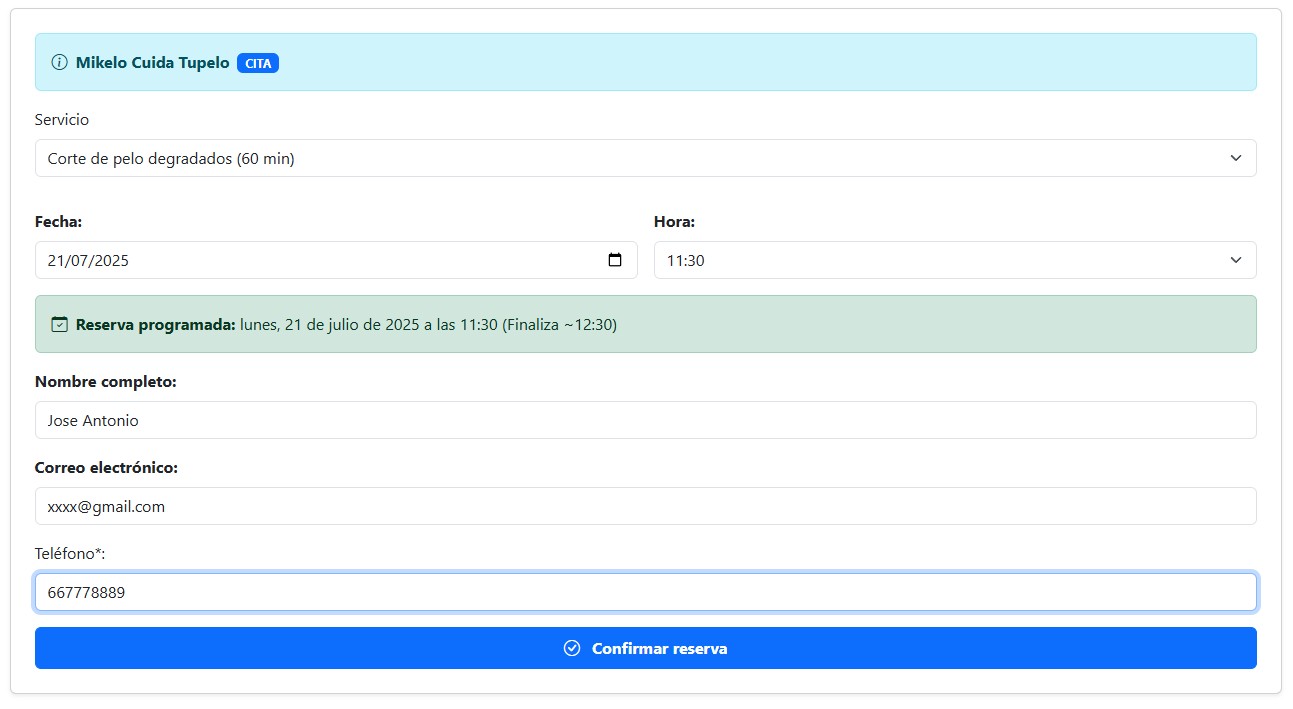 Mikelo Cuida Tupelo CITA
Servicio
Corte de pelo degradados (60 min)
Fecha: Hora:
21/07/2025 11:30
Reserva programada: lunes, 21 de julio de 2025 a las 11:30 (Finaliza ~12:30)
Nombre completo:
Jose Antonio
Correo electrónico:
xxxx@gmail.com
Teléfono*:
667778889
Confirmar reserva